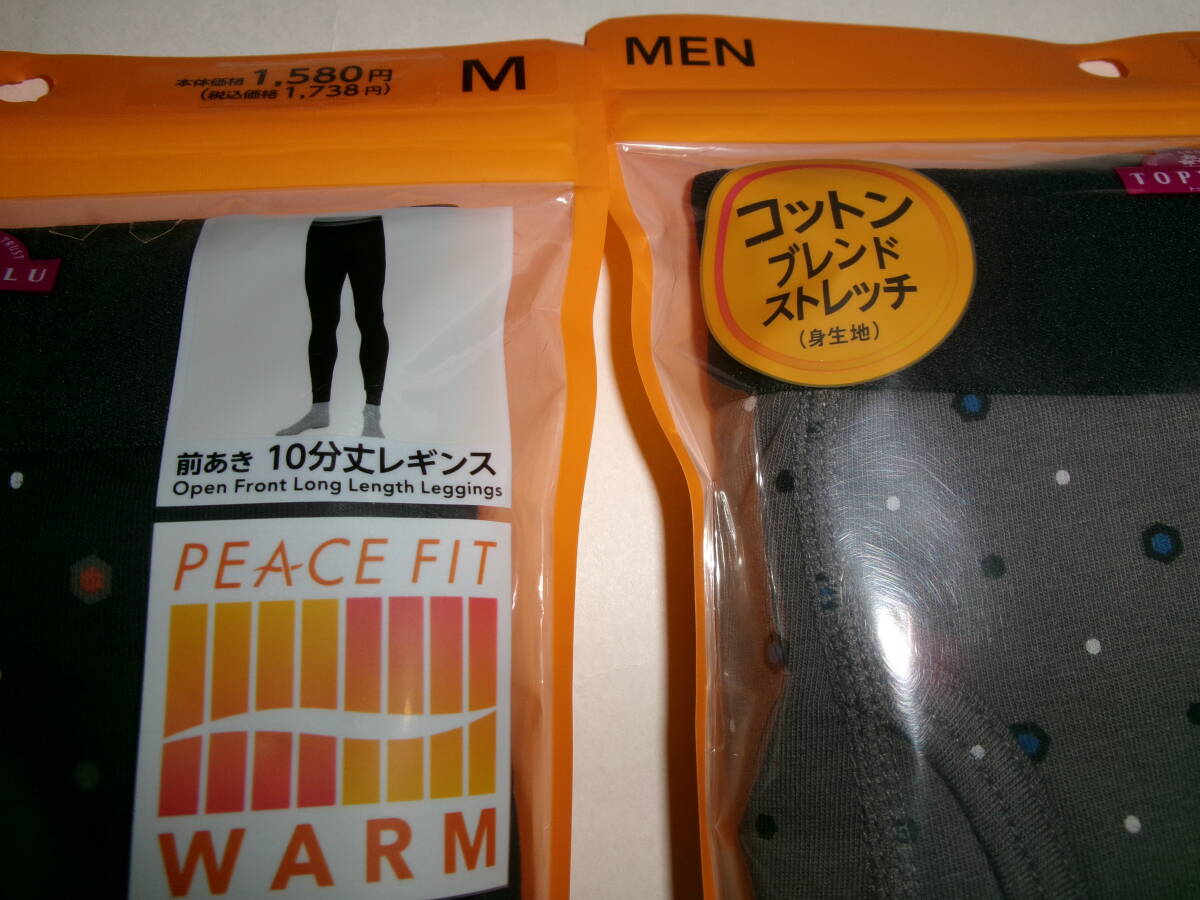 本体価格 1,580円
(税込価格 1,738円)
M
TRUST
LU
前あき 10分丈レギンス
Open Front Long Length Leggings
PEACE FIT
WARM
MEN
コットン
ブレンド
ストレッチ
(身生地)
TOP